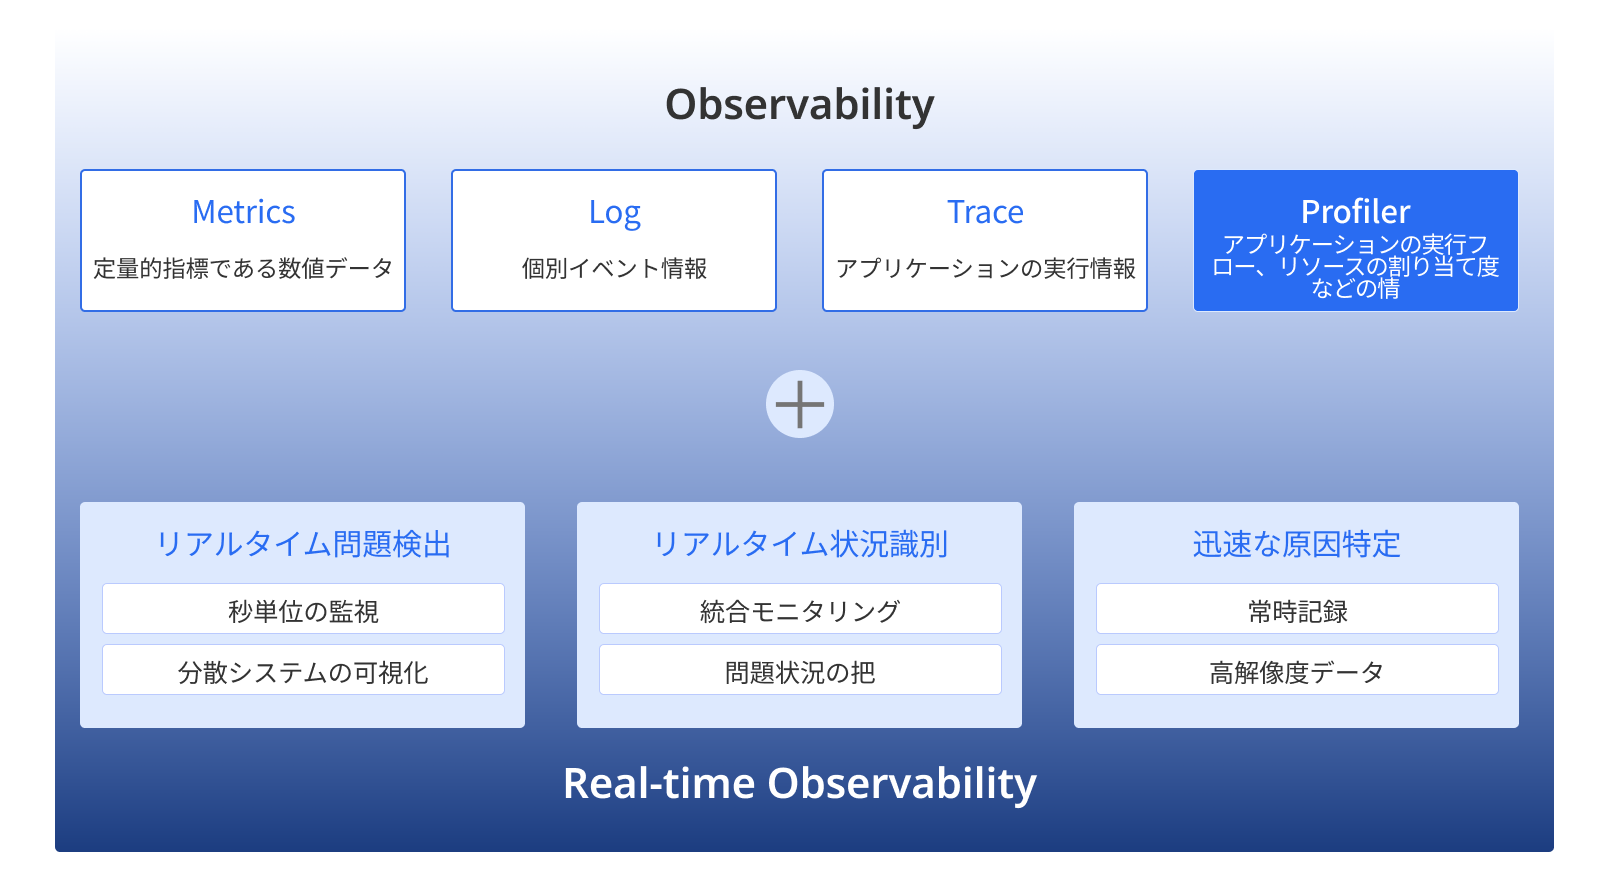 Observability
Metrics
定量的指標である数値データ
Log
個別イベント情報
Trace
アプリケーションの実行情報
Profiler
アプリケーションの実行フ
ロー、リソースの割り当て度
などの情
リアルタイム問題検出
秒単位の監視
分散システムの可視化
リアルタイム状況識別
統合モニタリング
問題状況の把
迅速な原因特定
常時記録
高解像度データ
Real-time Observability